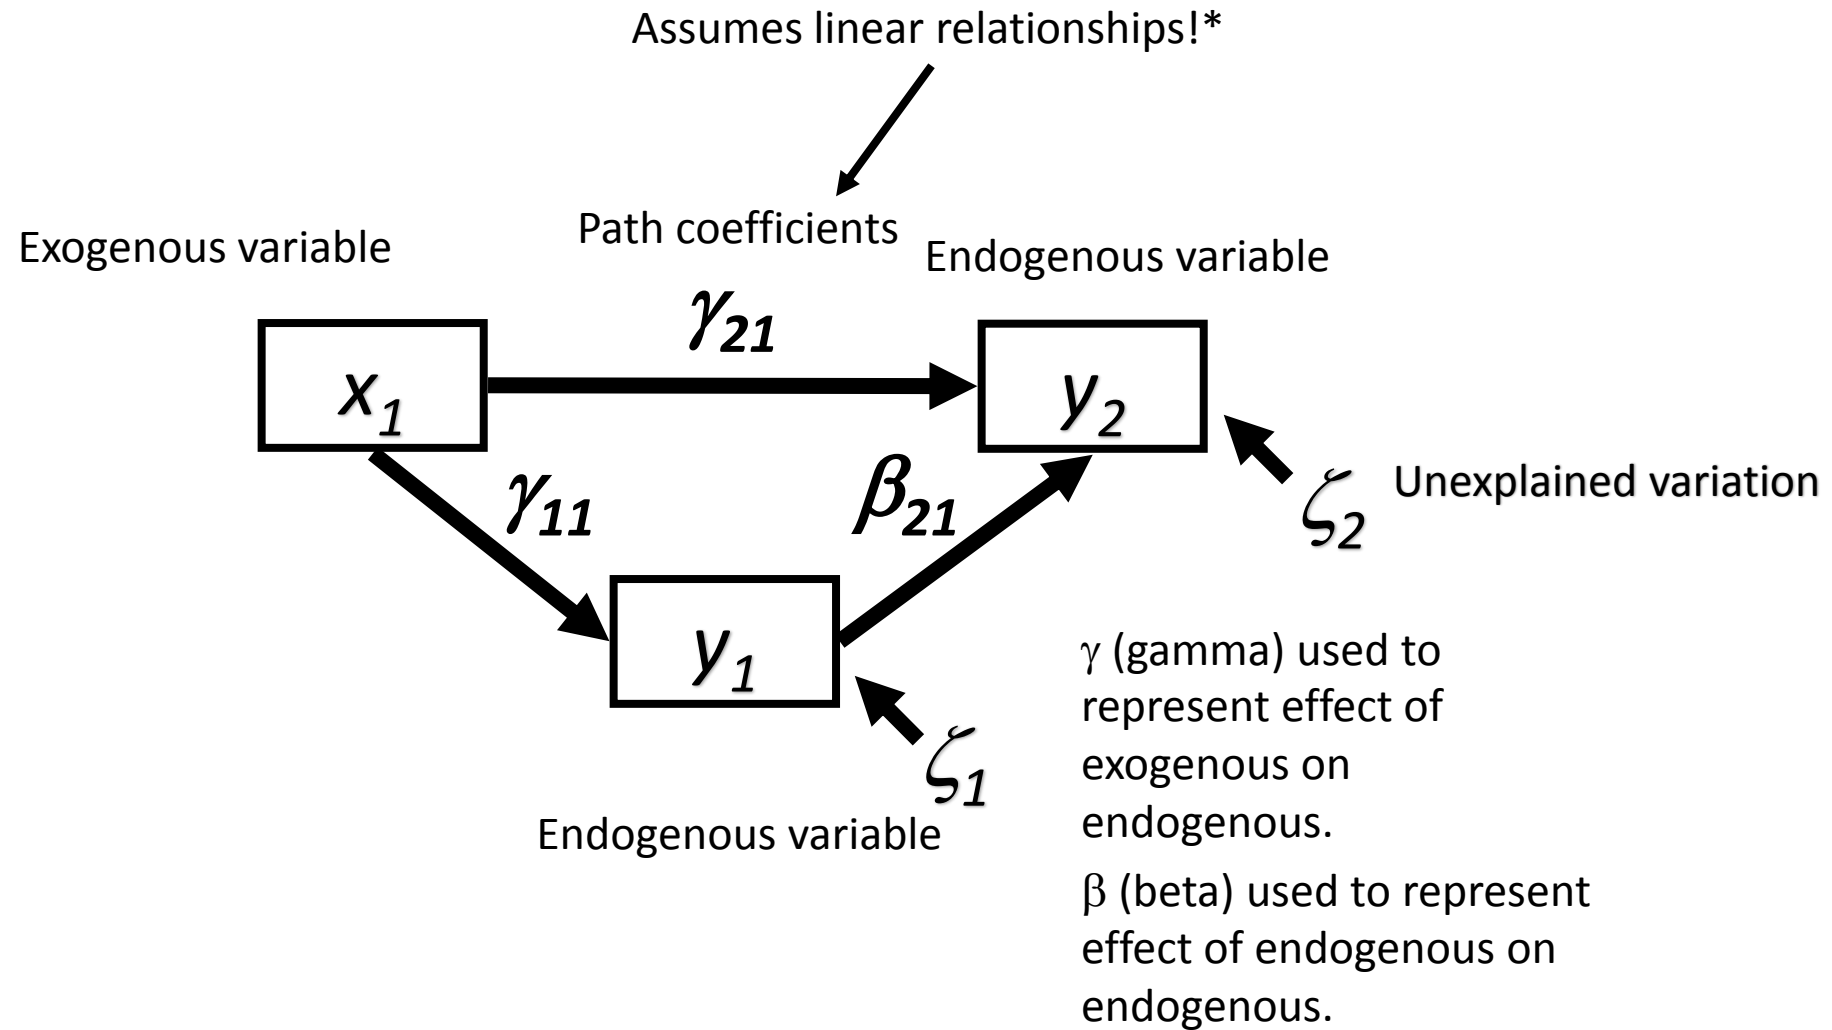 Assumes linear relationships!*
Path coefficients
Exogenous variable
Endogenous variable
γ21
x1
y2
γ11
β21
Unexplained variation
ζ2
y1
ζ1
Endogenous variable
γ (gamma) used to
represent effect of
exogenous on
endogenous.
β (beta) used to represent
effect of endogenous on
endogenous.